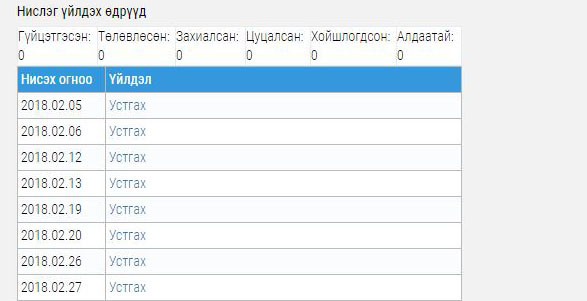 Нислэг үйлдэх өдрүүд
Гүйцэтгэсэн: Төлөвлөсөн: Захиалсан: Цуцалсан: Хойшлогдсон: Алдаатай:
0 0 0 0 0 0
Нисэх огноо Үйлдэл
2018.02.05 Устгах
2018.02.06 Устгах
2018.02.12 Устгах
2018.02.13 Устгах
2018.02.19 Устгах
2018.02.20 Устгах
2018.02.26 Устгах
2018.02.27 Устгах